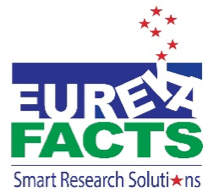 EUREKA
FACTS
Smart Research Solutions